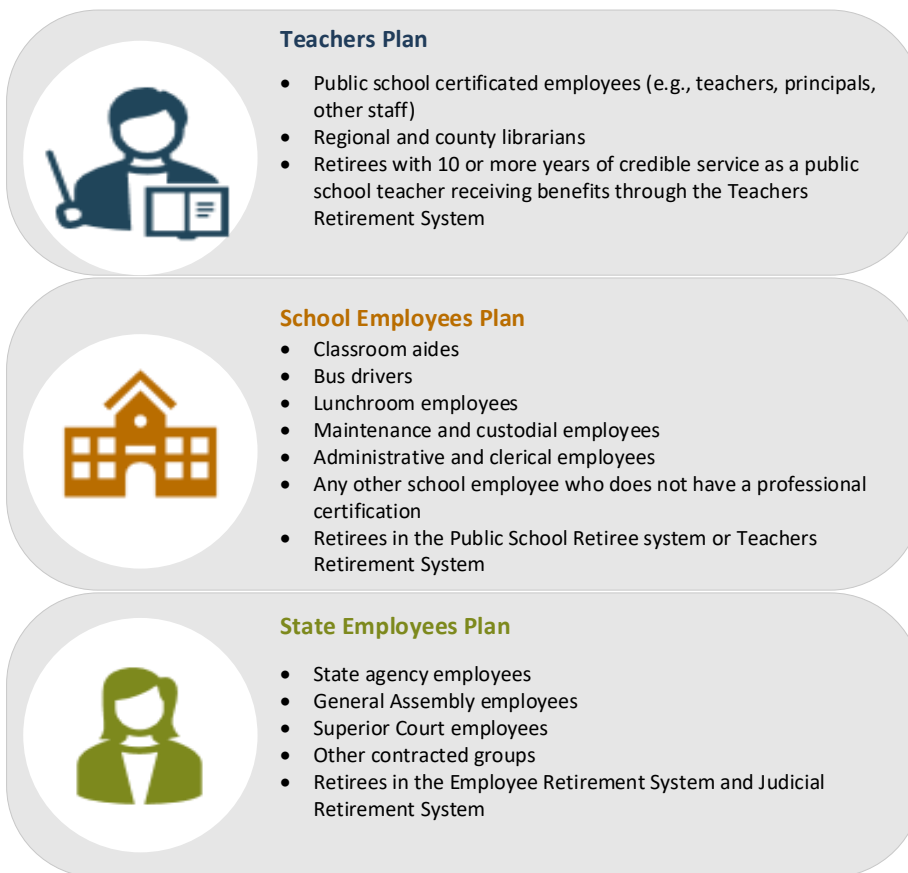 Teachers Plan
• Public school certificated employees (e.g., teachers, principals,
other staff)
• Regional and county librarians
• Retirees with 10 or more years of credible service as a public
school teacher receiving benefits through the Teachers
Retirement System
School Employees Plan
• Classroom aides
• Bus drivers
• Lunchroom employees
• Maintenance and custodial employees
• Administrative and clerical employees
• Any other school employee who does not have a professional
certification
• Retirees in the Public School Retiree system or Teachers
Retirement System
State Employees Plan
• State agency employees
• General Assembly employees
• Superior Court employees
• Other contracted groups
• Retirees in the Employee Retirement System and Judicial
Retirement System